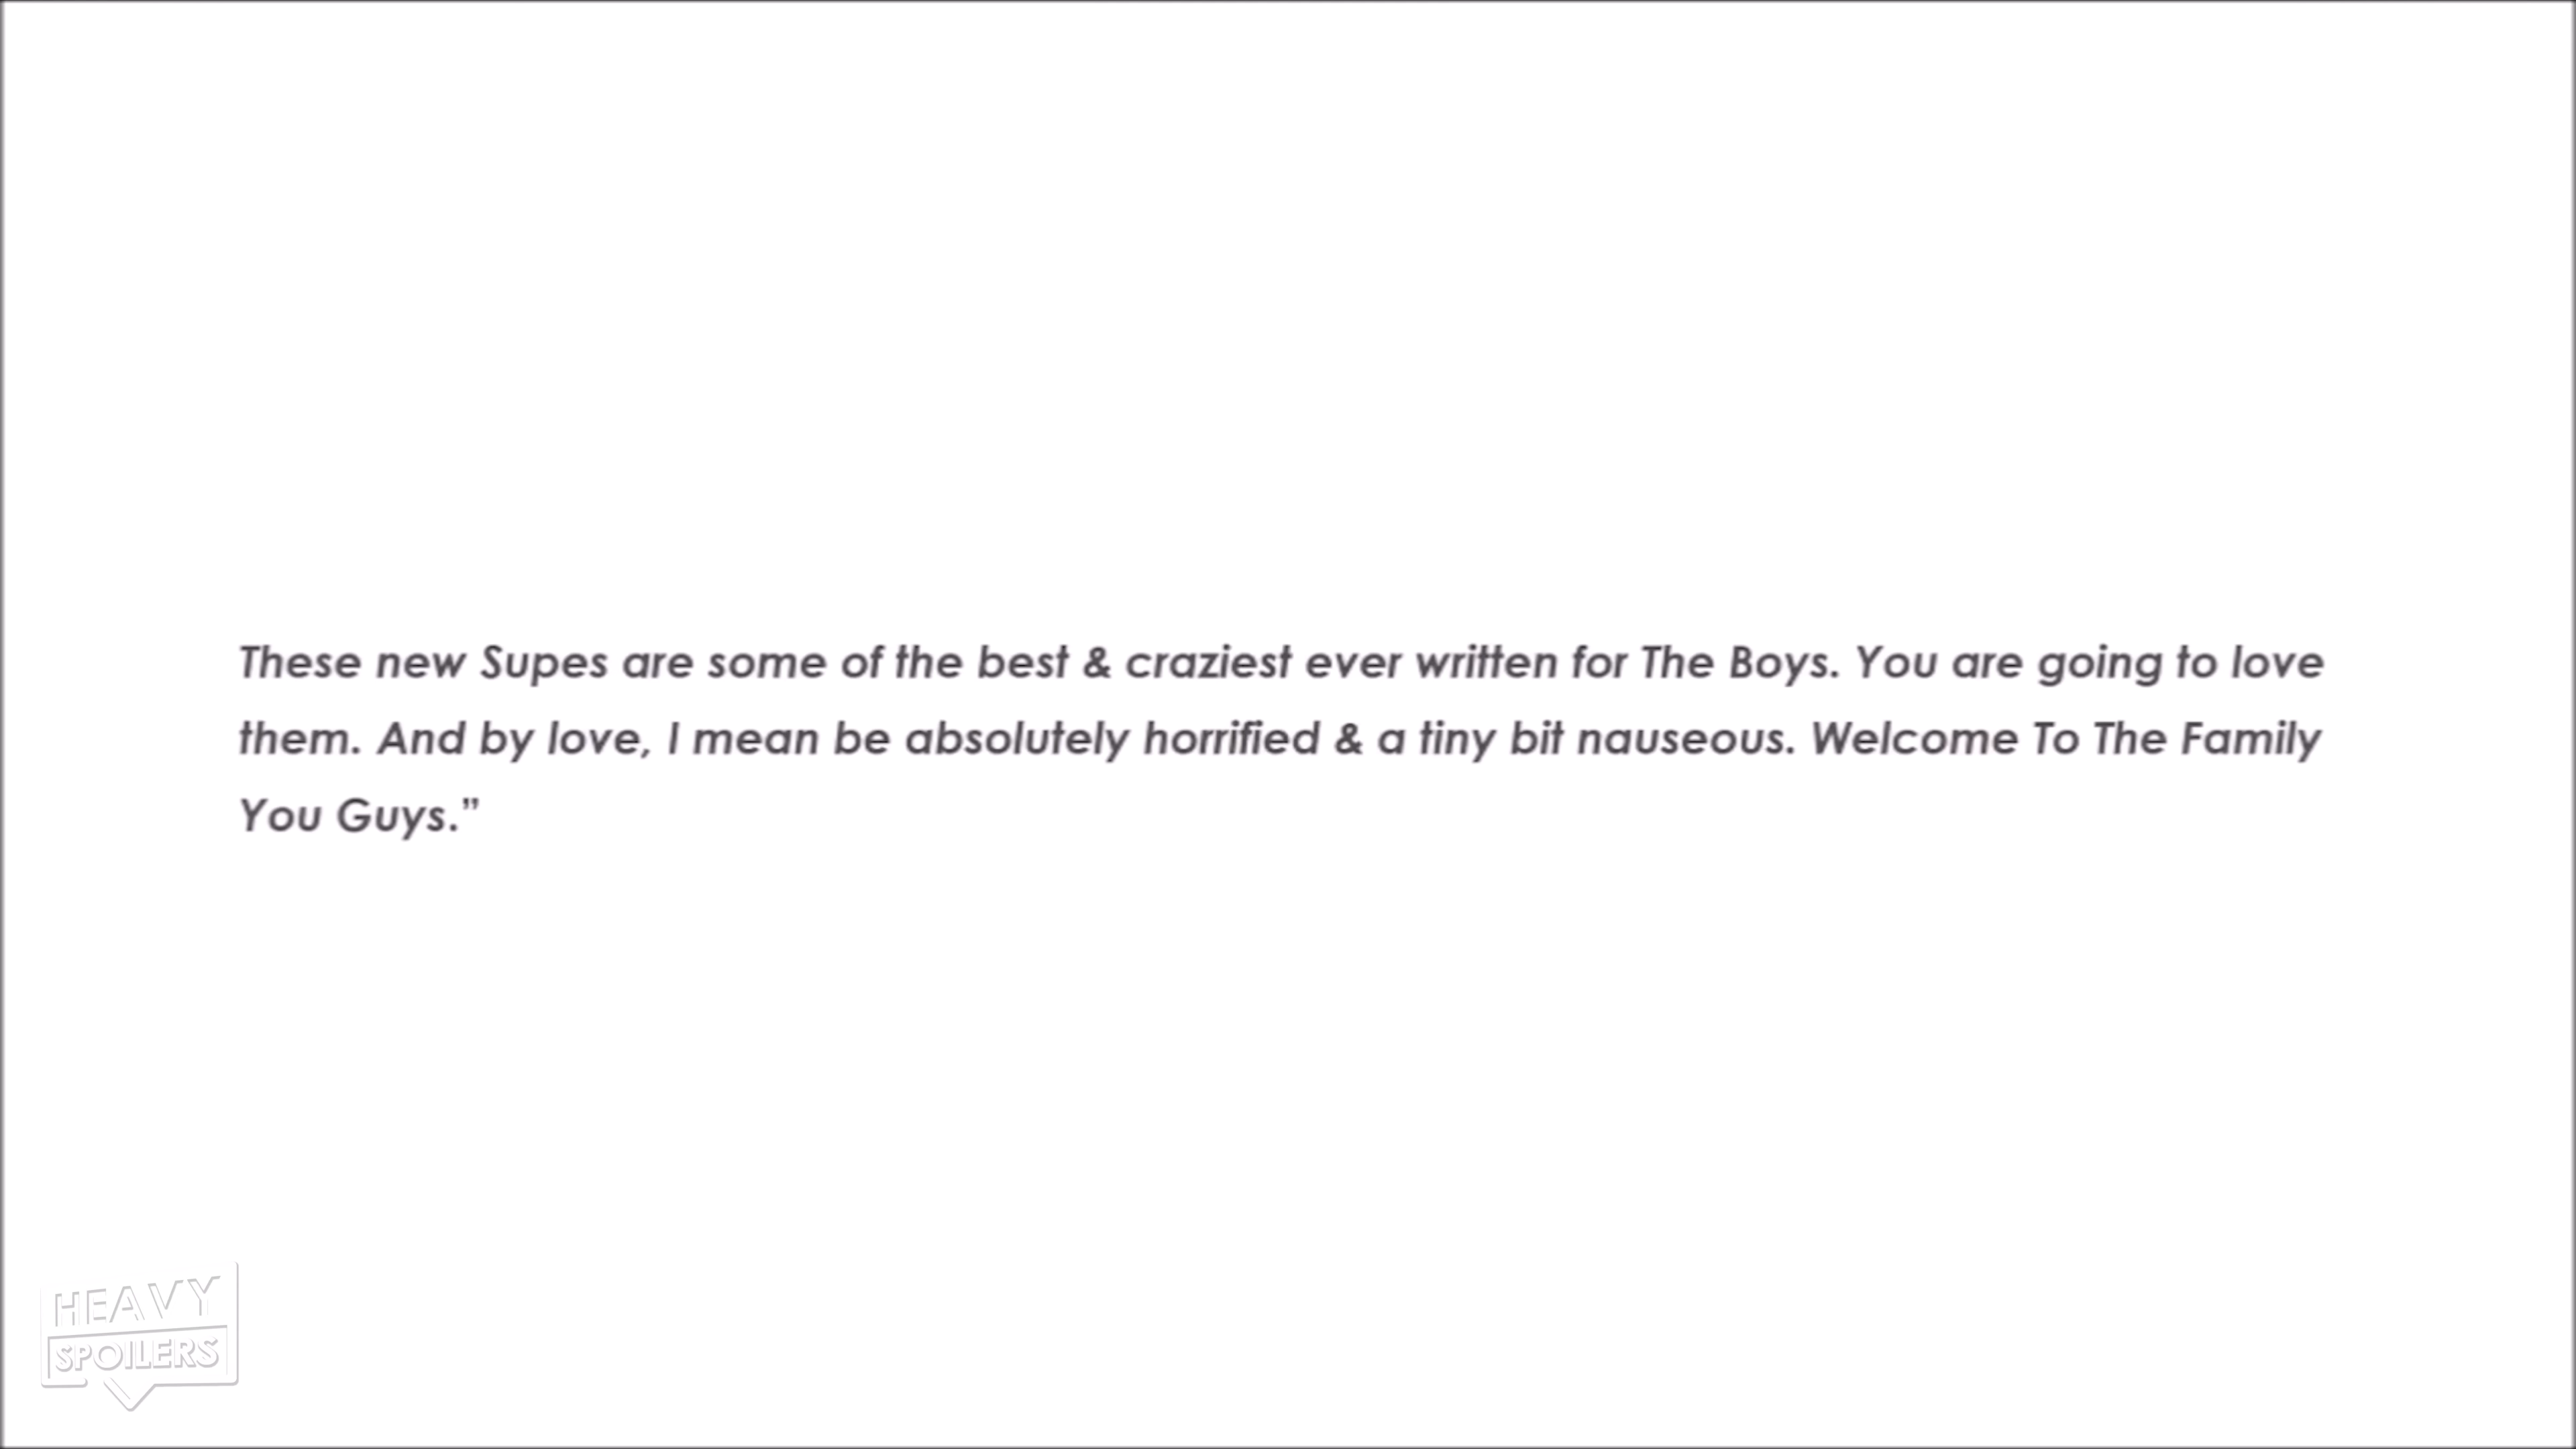 These new Supes are some of the best & craziest ever written for The Boys. You are going to love
them. And by love, I mean be absolutely horrified & a tiny bit nauseous. Welcome To The Family
You Guys.”
HEAVY
SPOILERS